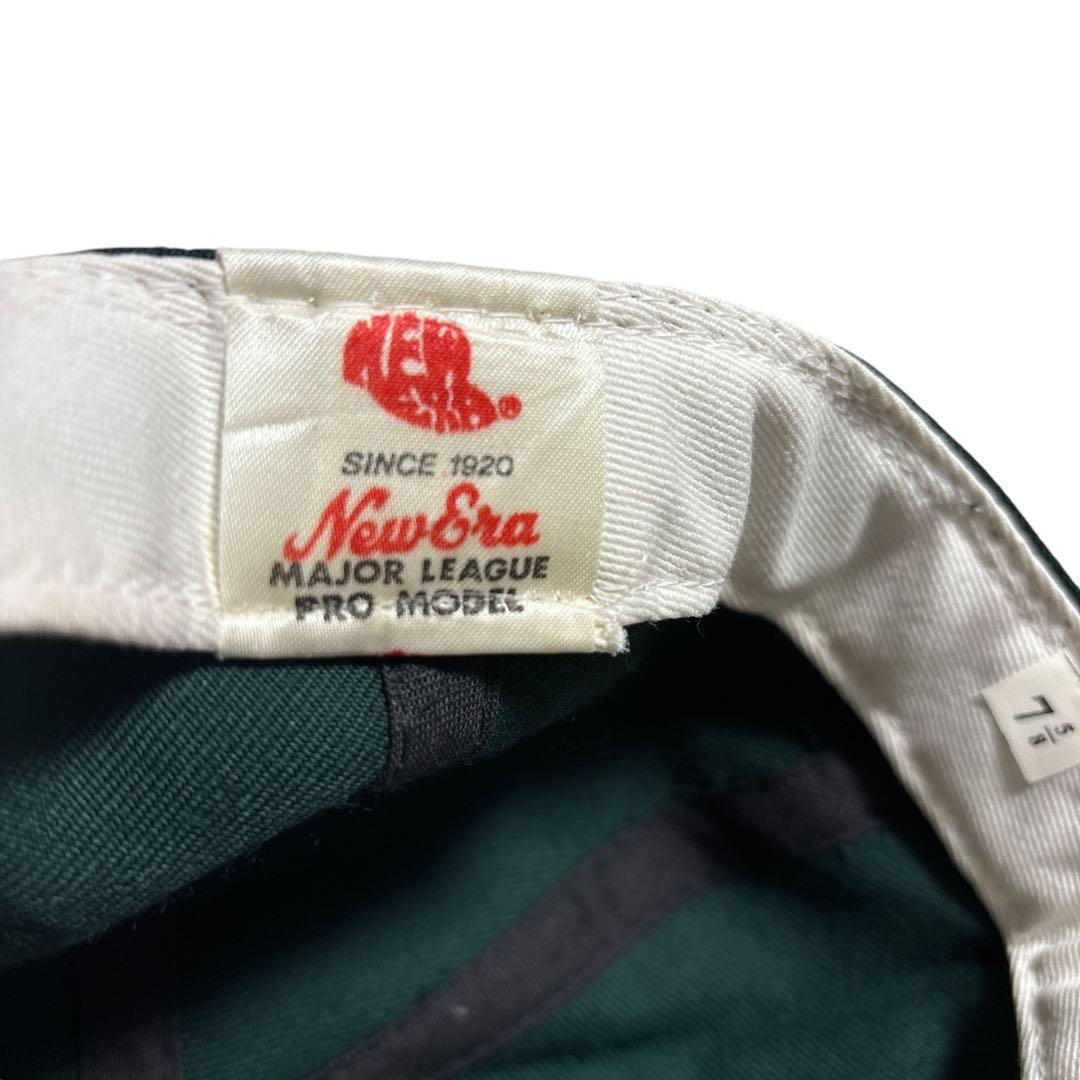 NEW
ERA
®
SINCE 1920
New Era
MAJOR LEAGUE
PRO MODEL
7 5/8